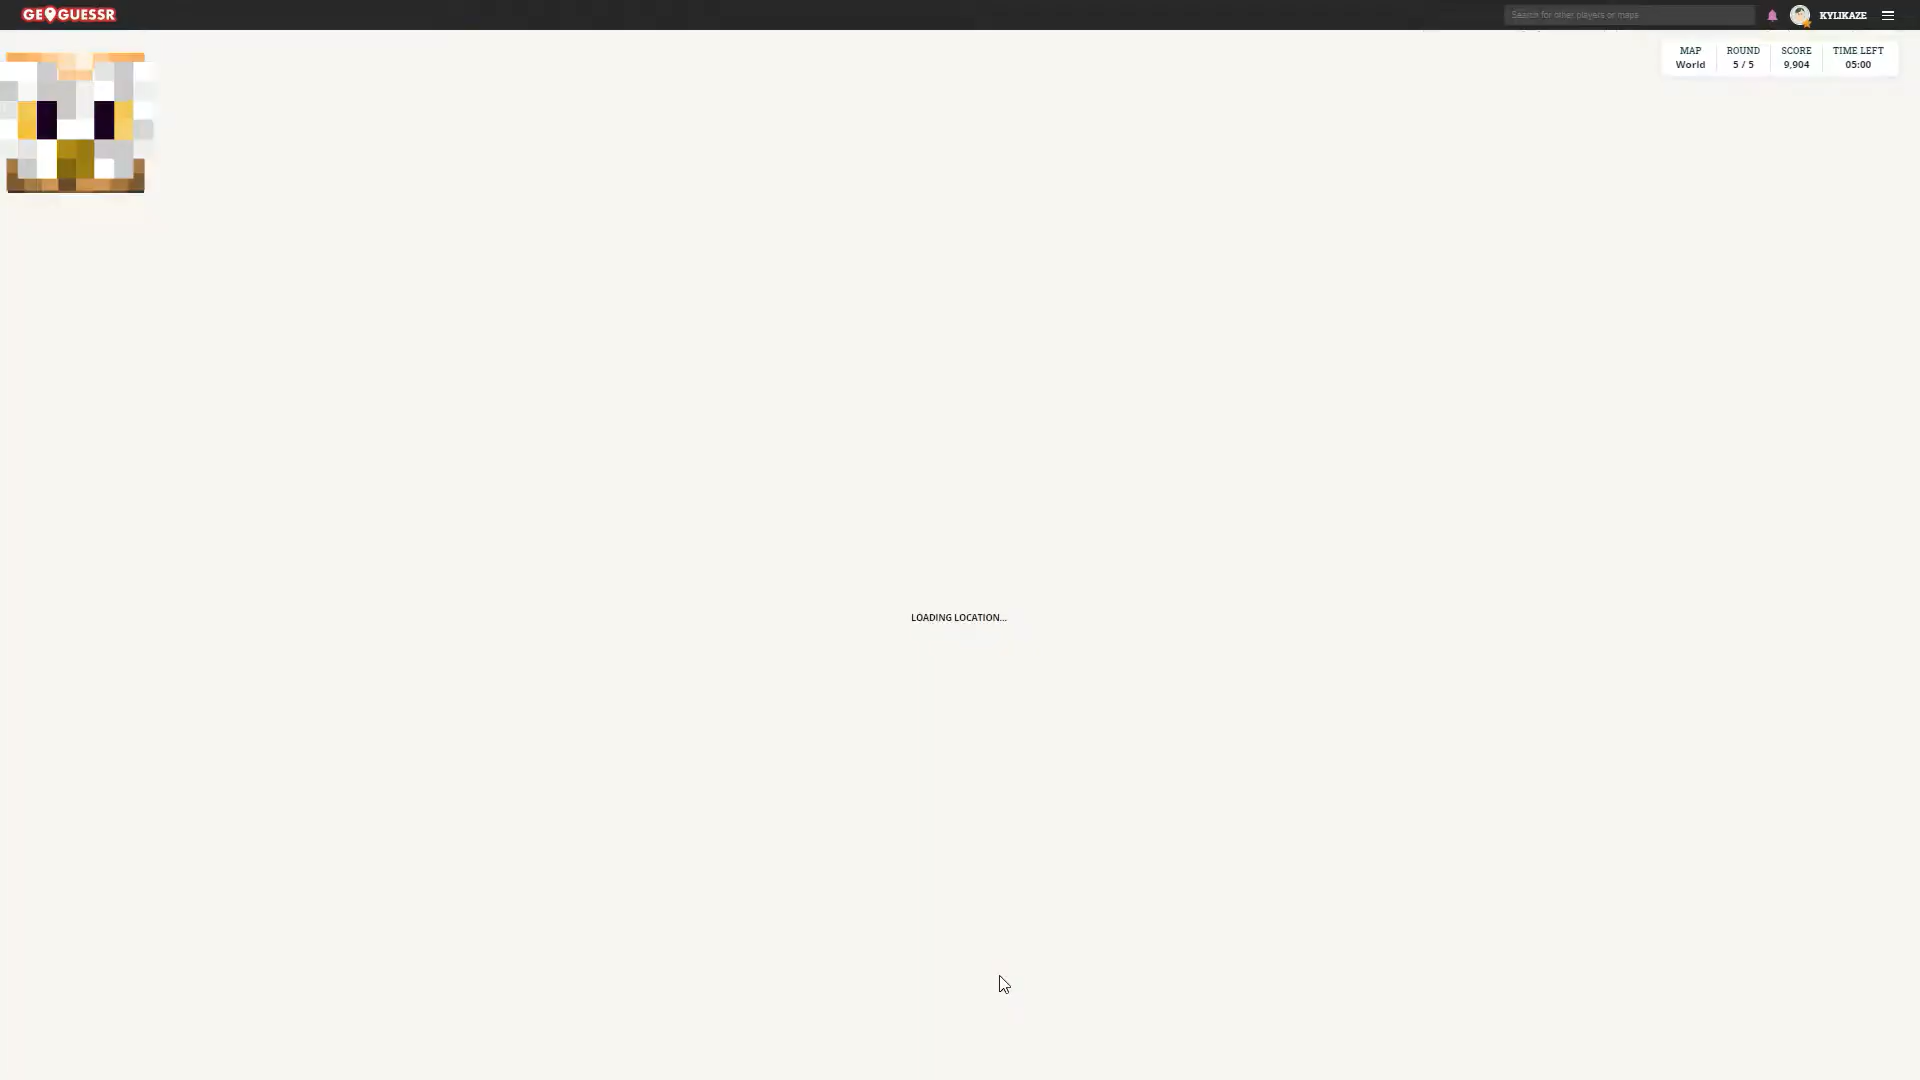 GEOGUESSR
Search for other players or maps
KYLIKAZE
MAP ROUND SCORE TIME LEFT
World 5 / 5 9,904 05:00
LOADING LOCATION...